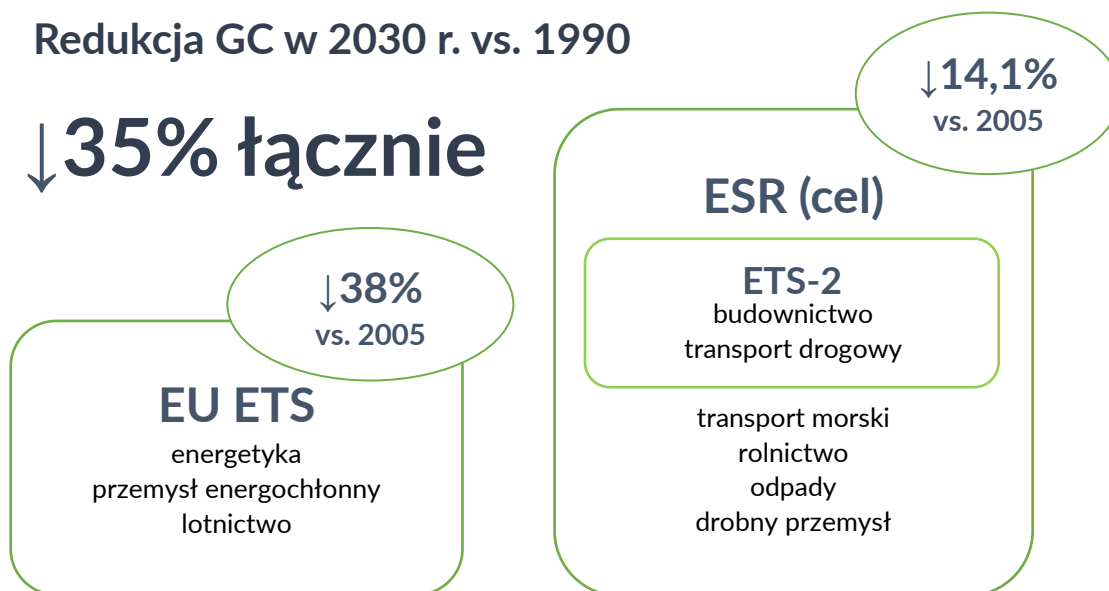 Redukcja GC w 2030 r. vs. 1990
↓35% łącznie
↓38%
vs. 2005
EU ETS
energetyka
przemysł energochłonny
lotnictwo
↓14,1%
vs. 2005
ESR (cel)
ETS-2
budownictwo
transport drogowy
transport morski
rolnictwo
odpady
drobny przemysł